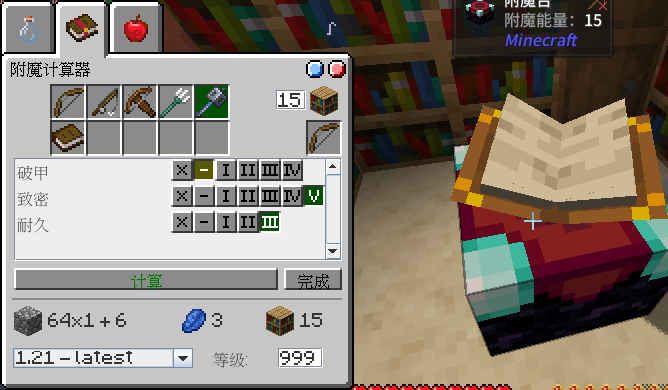 附魔台
附魔能量: 15
Minecraft
附魔计算器
15
破甲 × - I II III IV
致密 × - I II III IV V
耐久 × - I II III
计算 完成
64x1 + 6 3 15
1.21 - latest 等级: 999